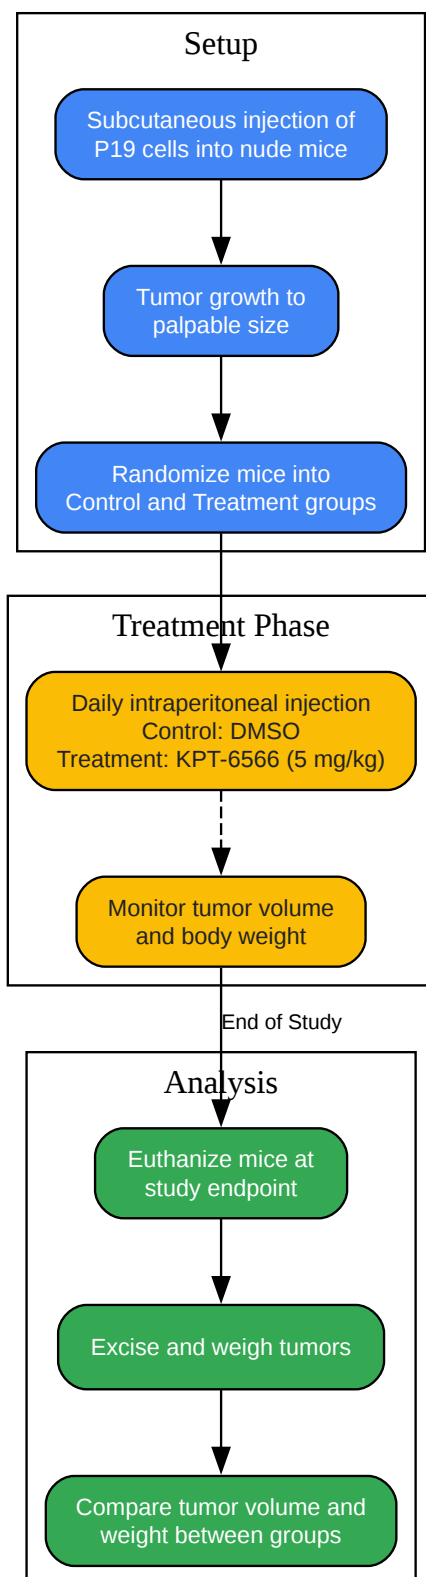 Setup
Subcutaneous injection of
P19 cells into nude mice
Tumor growth to
palpable size
Randomize mice into
Control and Treatment groups
Treatment Phase
Daily intraperitoneal injection
Control: DMSO
Treatment: KPT-6566 (5 mg/kg)
Monitor tumor volume
and body weight
End of Study
Analysis
Euthanize mice at
study endpoint
Excise and weigh tumors
Compare tumor volume and
weight between groups